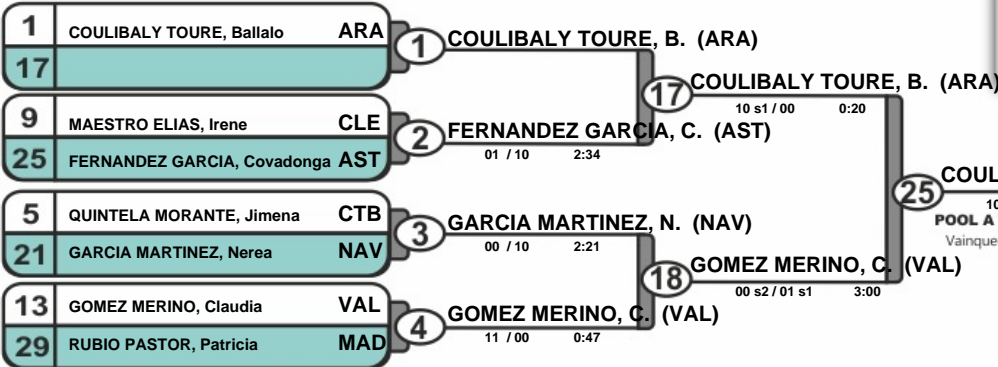 1 COULIBALY TOURE, Ballalo ARA
17
1 COULIBALY TOURE, B. (ARA)
9 MAESTRO ELIAS, Irene CLE
25 FERNANDEZ GARCIA, Covadonga AST
2 FERNANDEZ GARCIA, C. (AST)
01 / 10 2:34
17 COULIBALY TOURE, B. (ARA)
10 s1 / 00 0:20
5 QUINTELA MORANTE, Jimena CTB
21 GARCIA MARTINEZ, Nerea NAV
3 GARCIA MARTINEZ, N. (NAV)
00 / 10 2:21
13 GOMEZ MERINO, Claudia VAL
29 RUBIO PASTOR, Patricia MAD
4 GOMEZ MERINO, C. (VAL)
11 / 00 0:47
18 GOMEZ MERINO, C. (VAL)
00 s2 / 01 s1 3:00
25 COUL
10
POOL A
Vainque